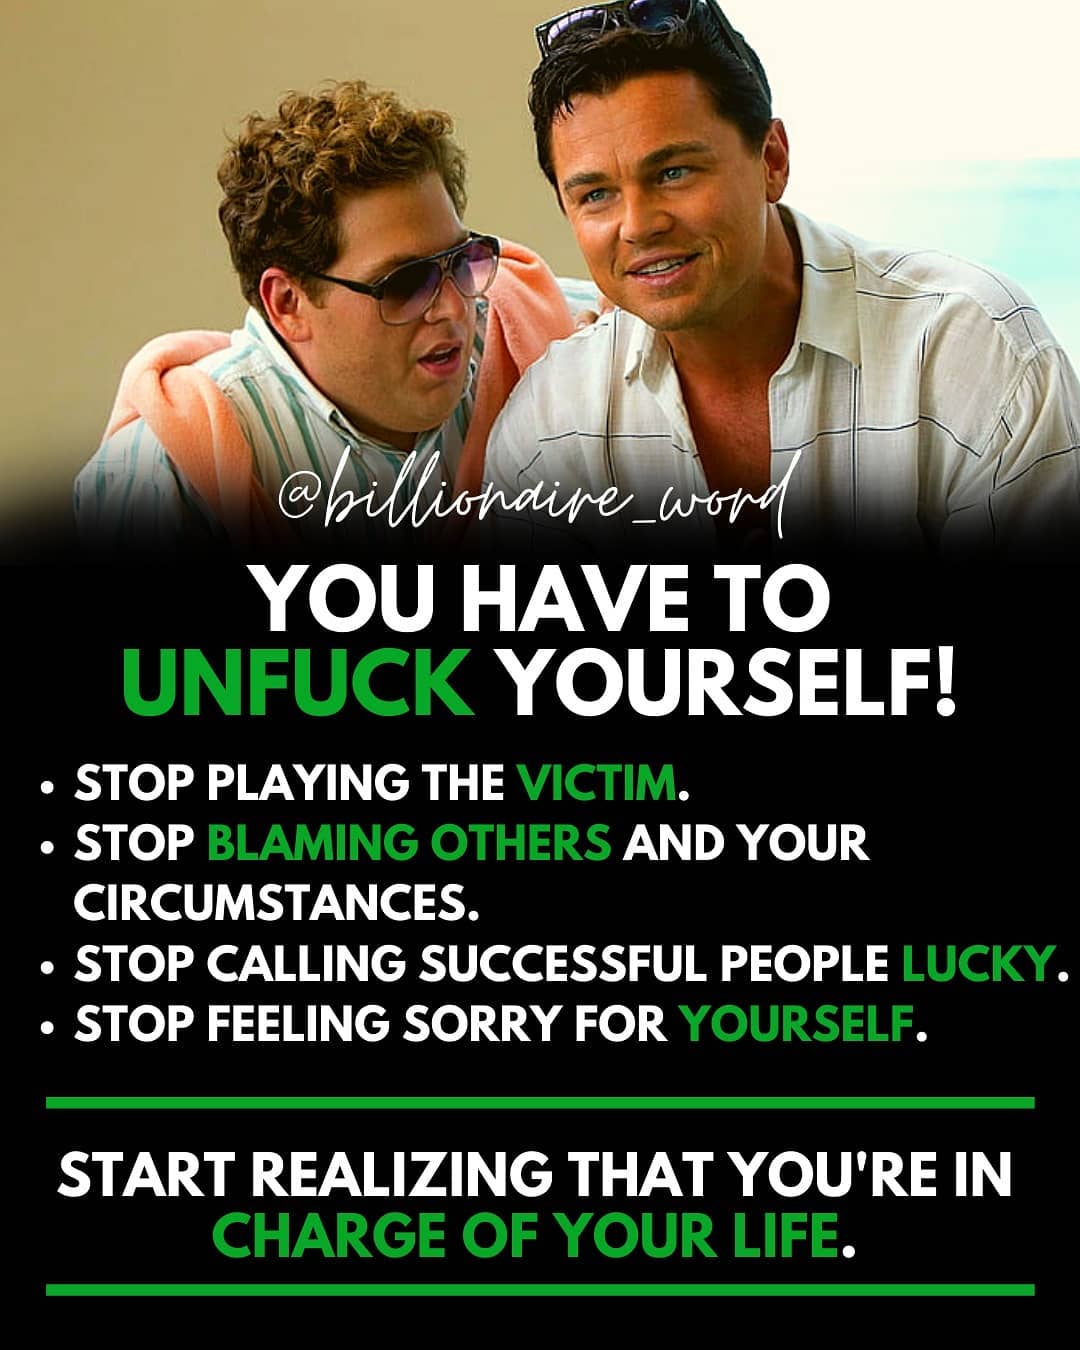 @billionaire_word
YOU HAVE TO
UNFUCK YOURSELF!
• STOP PLAYING THE VICTIM.
• STOP BLAMING OTHERS AND YOUR
CIRCUMSTANCES.
• STOP CALLING SUCCESSFUL PEOPLE LUCKY.
• STOP FEELING SORRY FOR YOURSELF.
START REALIZING THAT YOU'RE IN
CHARGE OF YOUR LIFE.